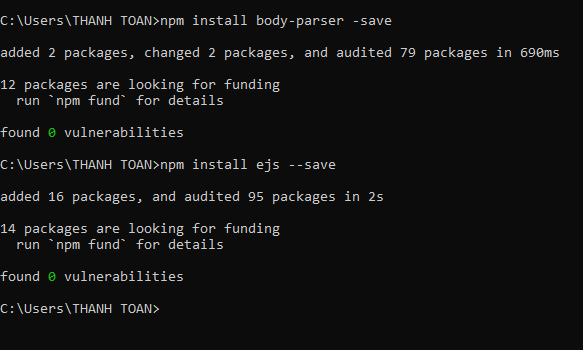 C:\Users\THANH TOAN>npm install body-parser -save
added 2 packages, changed 2 packages, and audited 79 packages in 690ms
12 packages are looking for funding
  run `npm fund` for details
found 0 vulnerabilities
C:\Users\THANH TOAN>npm install ejs --save
added 16 packages, and audited 95 packages in 2s
14 packages are looking for funding
  run `npm fund` for details
found 0 vulnerabilities
C:\Users\THANH TOAN>